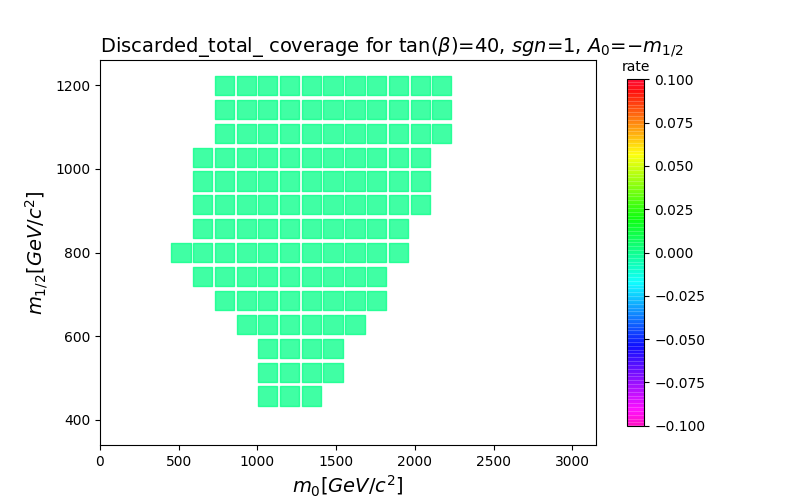 Discarded_total_ coverage for tan(β)=40, sgn=1, A₀=−m₁/₂
rate
1200
1000
800
600
400
m₁/₂[GeV/c²]
0.100
0.075
0.050
0.025
0.000
−0.025
−0.050
−0.075
−0.100
0 500 1000 1500 2000 2500 3000
m₀[GeV/c²]